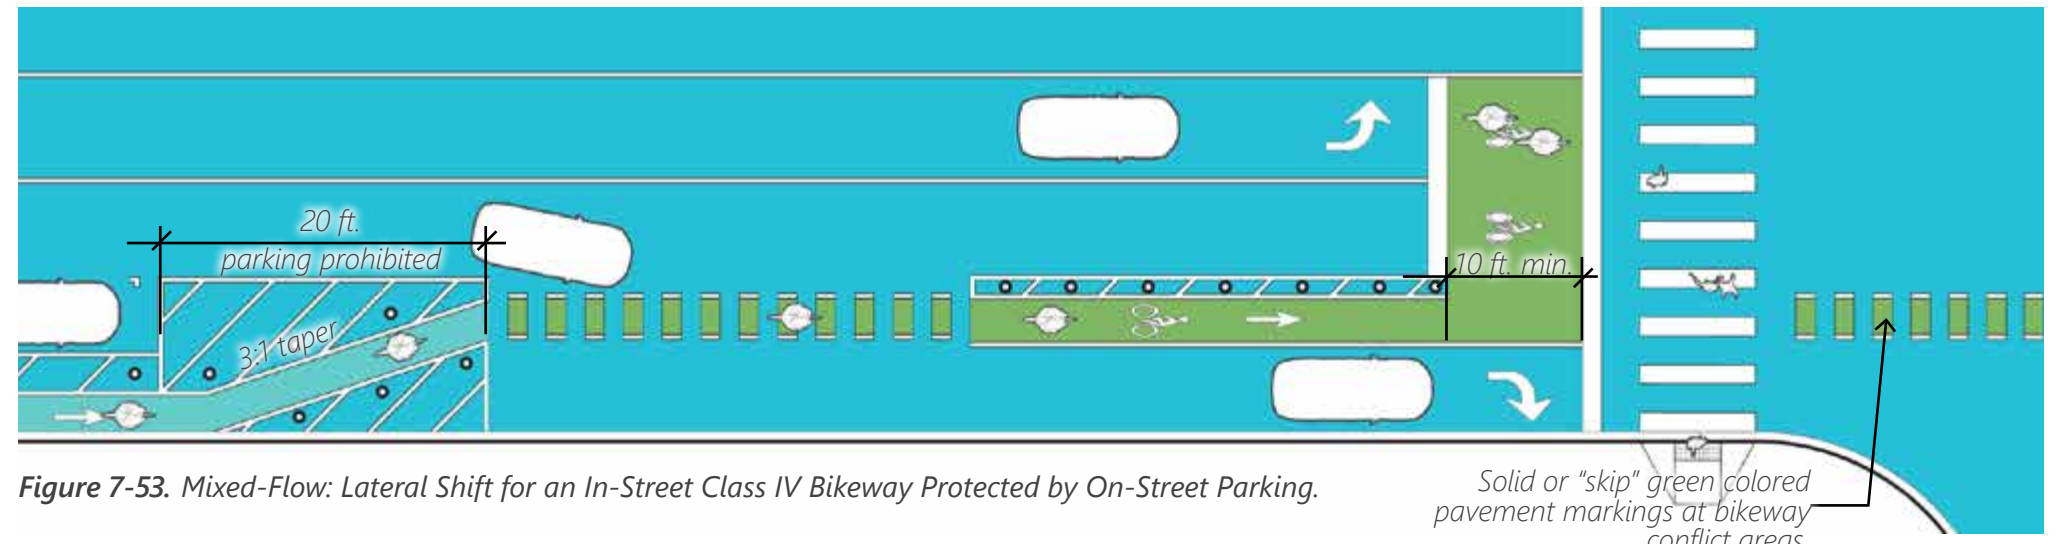 20 ft.
parking prohibited
3:1 taper
10 ft. min.
Figure 7-53. Mixed-Flow: Lateral Shift for an In-Street Class IV Bikeway Protected by On-Street Parking.
Solid or "skip" green colored
pavement markings at bikeway
conflict areas.